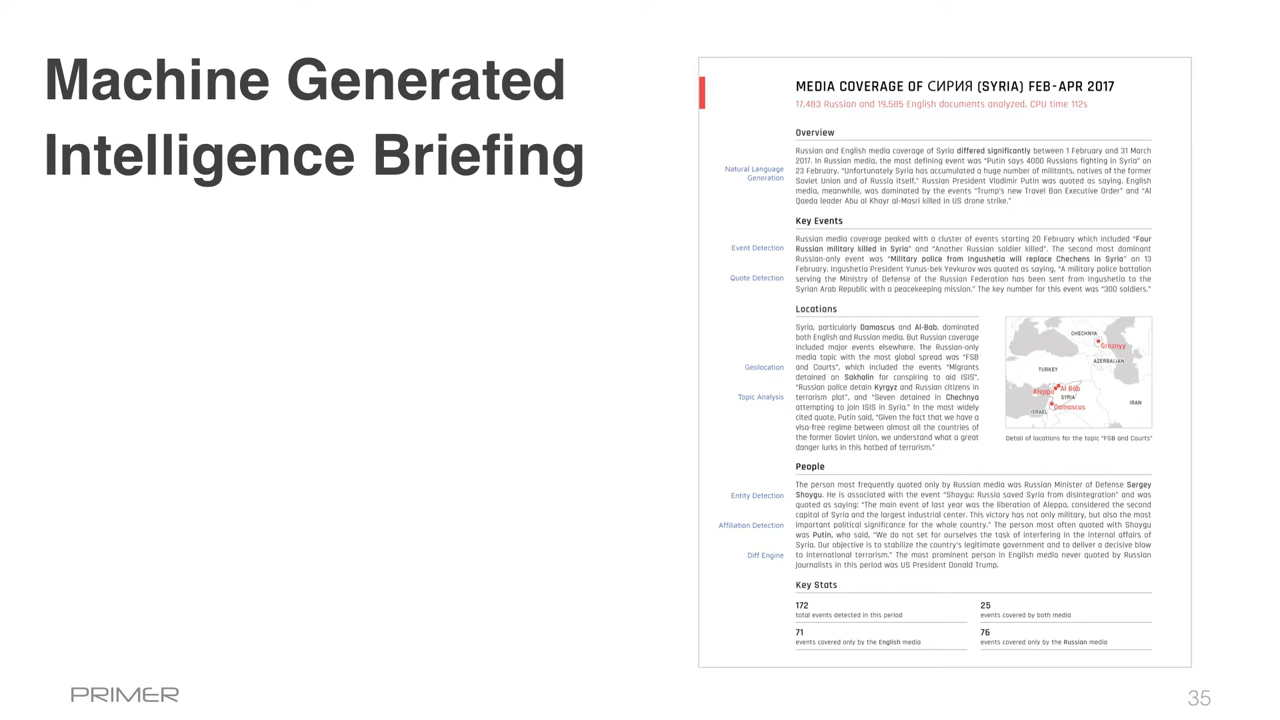 Machine Generated
Intelligence Briefing
MEDIA COVERAGE OF СИРИЯ (SYRIA) FEB-APR 2017
17,483 Russian and 19,585 English documents analyzed, CPU time 112s
Overview
Natural Language
Generation
Russian and English media coverage of Syria differed significantly between 1 February and 31 March
2017. In Russian media, the most defining event was "Putin says 4000 Russians fighting in Syria" on
23 February. "Unfortunately Syria has accumulated a huge number of militants, natives of the former
Soviet Union and of Russia itself," Russian President Vladimir Putin was quoted as saying. English
media, meanwhile, was dominated by the events "Trump's new Travel Ban Executive Order" and "Al
Qaeda leader Abu al Khayr al-Masri killed in US drone strike."
Key Events
Event Detection
Quote Detection
Russian media coverage peaked with a cluster of events starting 20 February which included "Four
Russian military killed in Syria" and "Another Russian soldier killed". The second most dominant
Russian-only event was "Military police from Ingushetia will replace Chechens in Syria" on 13
February. Ingushetia President Yunus-bek Yevkurov was quoted as saying, "A military police battalion
serving the Ministry of Defense of the Russian Federation has been sent from Ingushetia to the
Syrian Arab Republic with a peacekeeping mission." The key number for this event was "300 soldiers."
Locations
Geolocation
Topic Analysis
Syria, particularly Damascus and Al-Bab, dominated
both English and Russian media. But Russian coverage
included major events elsewhere. The Russian-only
media topic with the most global spread was "FSB
and Courts", which included the events "Migrants
detained on Sakhalin for conspiring to aid ISIS",
"Russian police detain Kyrgyz and Russian citizens in
terrorism plot", and "Seven detained in Chechnya
attempting to join ISIS in Syria." In the most widely
cited quote, Putin said, "Given the fact that we have a
visa-free regime between almost all the countries of
the former Soviet Union, we understand what a great
danger lurks in this hotbed of terrorism."
CHECHNYA
Groznyy
AZERBAIJAN
TURKEY
Aleppo
Al Bab
SYRIA
IRAN
Damascus
ISRAEL
Detail of locations for the topic "FSB and Courts"
People
Entity Detection
Affiliation Detection
Diff Engine
The person most frequently quoted only by Russian media was Russian Minister of Defense Sergey
Shoygu. He is associated with the event "Shoygu: Russia saved Syria from disintegration" and was
quoted as saying: "The main event of last year was the liberation of Aleppo, considered the second
capital of Syria and the largest industrial center. This victory has not only military, but also the most
important political significance for the whole country." The person most often quoted with Shoygu
was Putin, who said, "We do not set for ourselves the task of interfering in the internal affairs of
Syria. Our objective is to stabilize the country's legitimate government and to deliver a decisive blow
to international terrorism." The most prominent person in English media never quoted by Russian
journalists in this period was US President Donald Trump.
Key Stats
172
total events detected in this period
25
events covered by both media
71
events covered only by the English media
76
events covered only by the Russian media
PRIMER
35